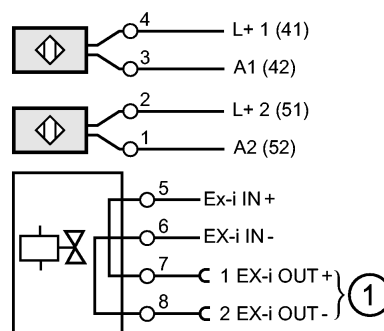 4 L+ 1 (41)
3 A1 (42)
2 L+ 2 (51)
1 A2 (52)
5 Ex-i IN+
6 EX-i IN-
7 1 EX-i OUT+
8 2 EX-i OUT-
1